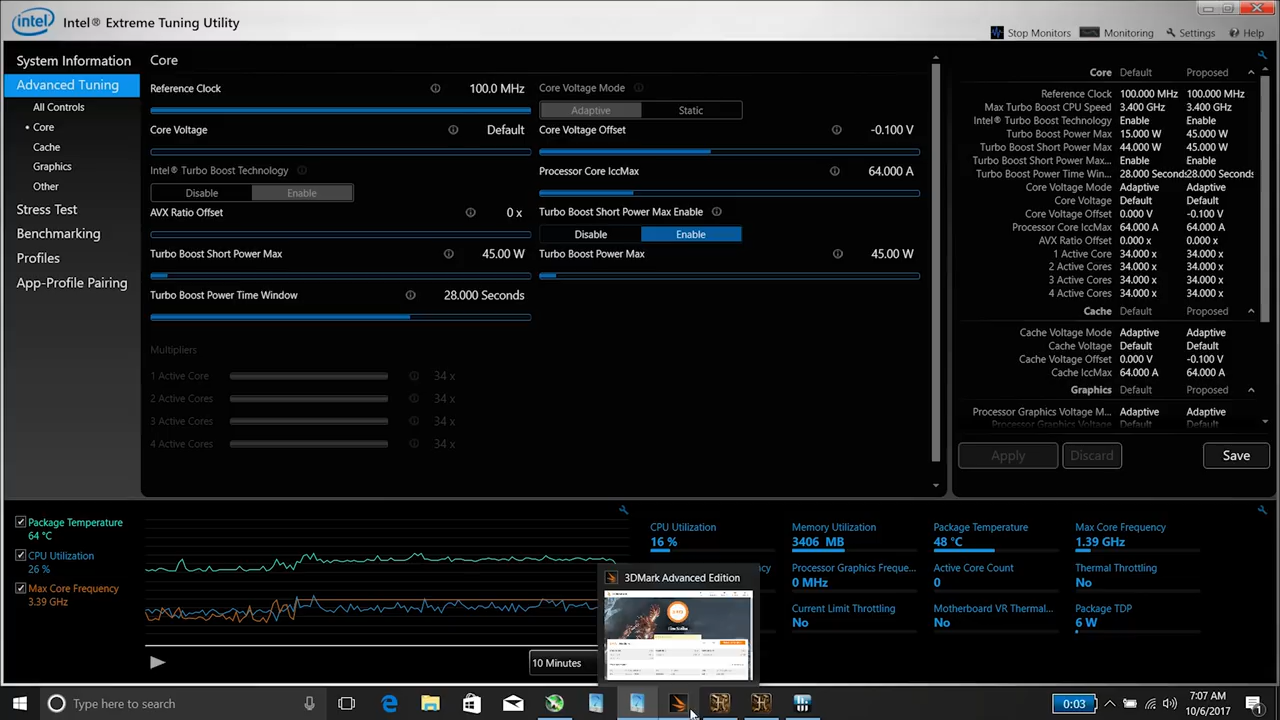 intel
Intel® Extreme Tuning Utility
Stop Monitors
Monitoring
Settings
Help
System Information
Advanced Tuning
All Controls
Core
Cache
Graphics
Other
Stress Test
Benchmarking
Profiles
App-Profile Pairing
Core
Reference Clock 100.0 MHz
Core Voltage Default
Intel® Turbo Boost Technology
Disable Enable
AVX Ratio Offset 0 x
Turbo Boost Short Power Max 45.00 W
Turbo Boost Power Time Window 28.000 Seconds
Multipliers
1 Active Core 34 x
2 Active Cores 34 x
3 Active Cores 34 x
4 Active Cores 34 x
Core Voltage Mode
Adaptive Static
Core Voltage Offset -0.100 V
Processor Core IccMax 64.000 A
Turbo Boost Short Power Max Enable
Disable Enable
Turbo Boost Power Max 45.00 W
Core Default Proposed
Reference Clock 100.000 MHz 100.000 MHz
Max Turbo Boost CPU Speed 3.400 GHz 3.400 GHz
Intel® Turbo Boost Technology Enable Enable
Turbo Boost Power Max 15.000 W 45.000 W
Turbo Boost Short Power Max 44.000 W 45.000 W
Turbo Boost Short Power Max... Enable Enable
Turbo Boost Power Time Win... 28.000 Seconds 28.000 Seconds
Core Voltage Mode Adaptive Adaptive
Core Voltage Default Default
Core Voltage Offset 0.000 V -0.100 V
Processor Core IccMax 64.000 A 64.000 A
AVX Ratio Offset 0.000 x 0.000 x
1 Active Core 34.000 x 34.000 x
2 Active Cores 34.000 x 34.000 x
3 Active Cores 34.000 x 34.000 x
4 Active Cores 34.000 x 34.000 x
Cache Default Proposed
Cache Voltage Mode Adaptive Adaptive
Cache Voltage Default Default
Cache Voltage Offset 0.000 V -0.100 V
Cache IccMax 64.000 A 64.000 A
Graphics Default Proposed
Processor Graphics Voltage M... Adaptive Adaptive
Processor Graphics Voltage Default Default
Apply Discard Save
Package Temperature
64 °C
CPU Utilization
26 %
Max Core Frequency
3.39 GHz
10 Minutes
CPU Utilization
16 %
Memory Utilization
3406 MB
Package Temperature
48 °C
Max Core Frequency
1.39 GHz
Processor Graphics Freque...
0 MHz
Active Core Count
0
Thermal Throttling
No
Current Limit Throttling
No
Motherboard VR Thermal...
No
Package TDP
6 W
3DMark Advanced Edition
Type here to search
0:03
7:07 AM
10/6/2017
1